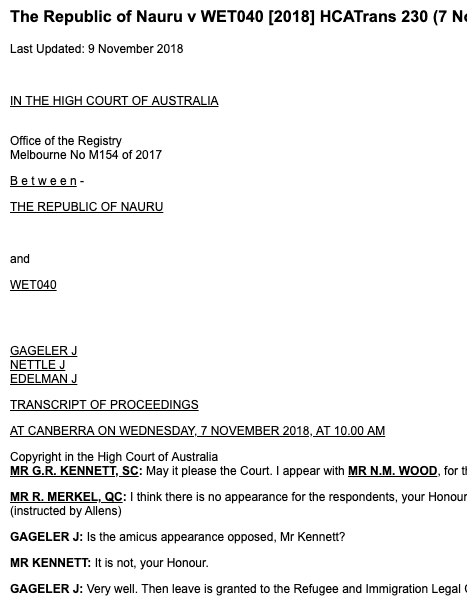 The Republic of Nauru v WET040 [2018] HCATrans 230 (7
Last Updated: 9 November 2018
IN THE HIGH COURT OF AUSTRALIA
Office of the Registry
Melbourne No M154 of 2017
B e t w e e n -
THE REPUBLIC OF NAURU
and
WET040
GAGELER J
NETTLE J
EDELMAN J
TRANSCRIPT OF PROCEEDINGS
AT CANBERRA ON WEDNESDAY, 7 NOVEMBER 2018, AT 10.00 AM
Copyright in the High Court of Australia
MR G.R. KENNETT, SC: May it please the Court. I appear with MR N.M. WOOD, for
MR R. MERKEL, QC: I think there is no appearance for the respondents, your Honour
(instructed by Allens)
GAGELER J: Is the amicus appearance opposed, Mr Kennett?
MR KENNETT: It is not, your Honour.
GAGELER J: Very well. Then leave is granted to the Refugee and Immigration Legal